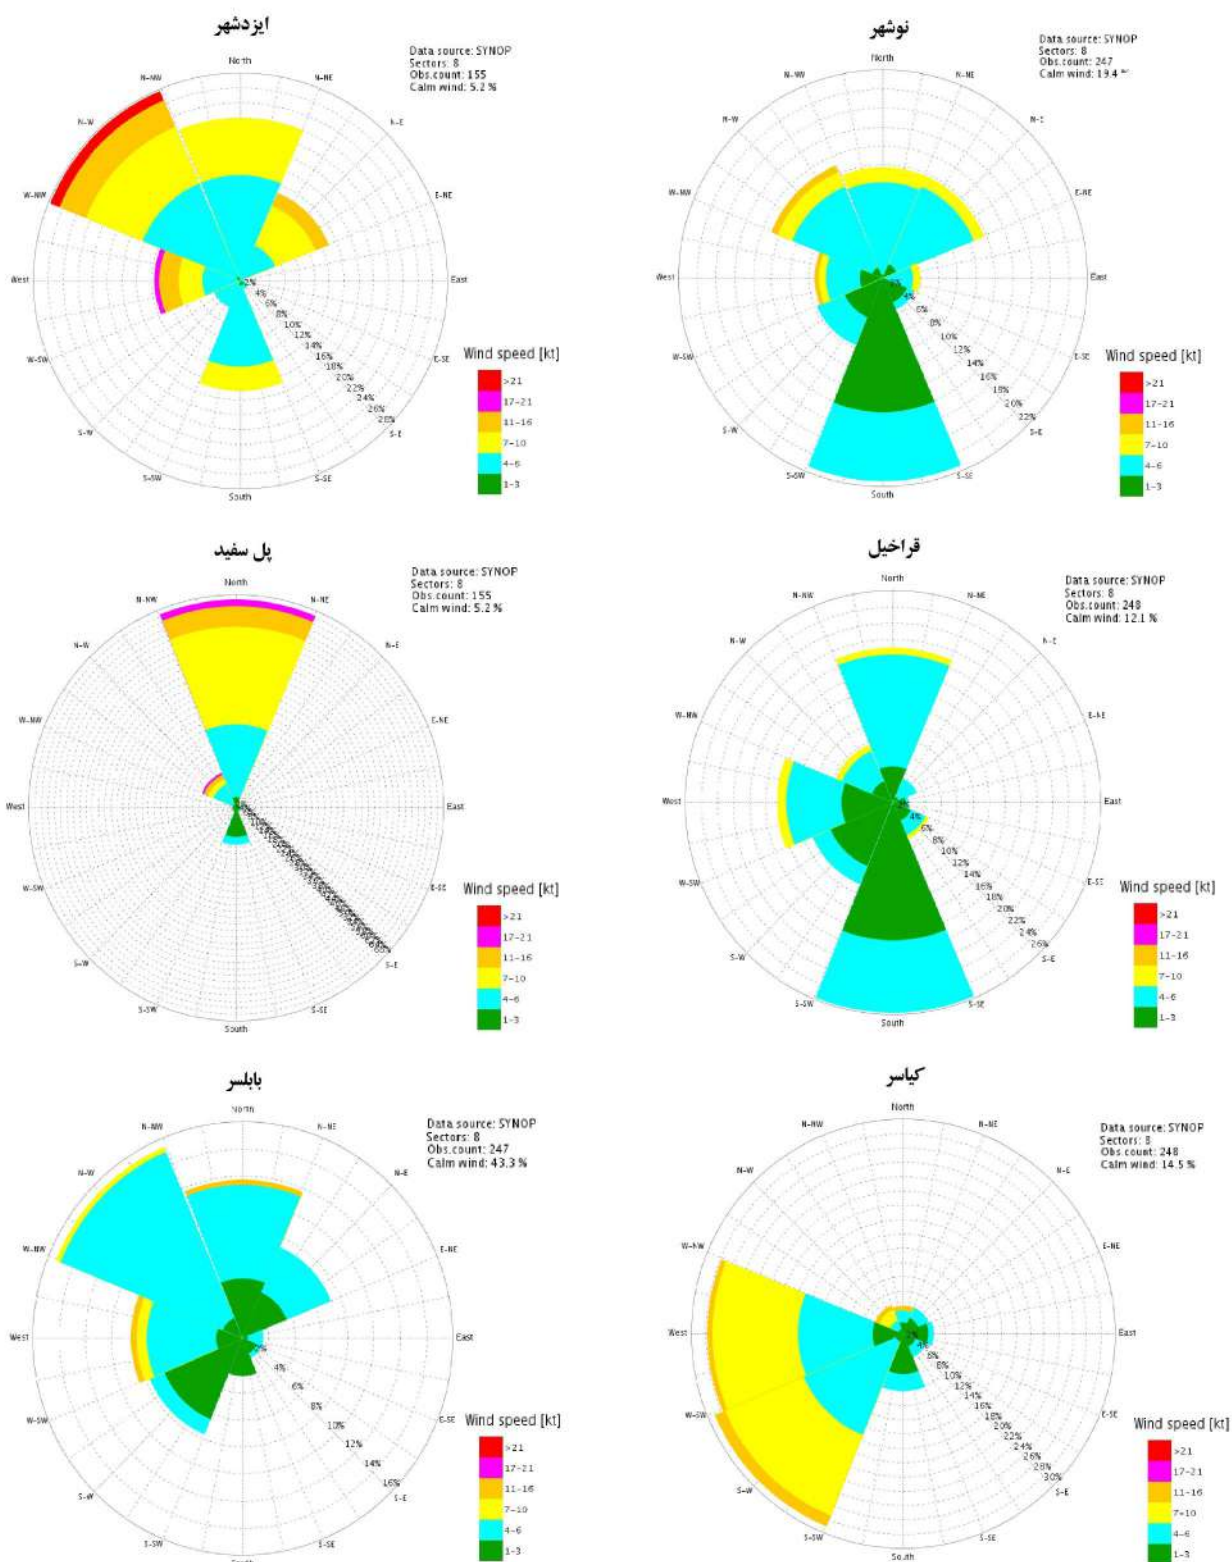 ایزدشهر
Data source: SYNOP
Sectors: 8
Obs.count: 155
Calm wind: 5.2 %
North
N-NW
N-NE
N-W
N-E
W-NW
E-NE
West
East
2%
4%
6%
8%
10%
12%
14%
16%
18%
20%
22%
24%
26%
28%
W-SW
E-SE
S-W
S-E
S-SW
S-SE
South
Wind speed [kt]
>21
17-21
11-16
7-10
4-6
1-3
نوشهر
Data source: SYNOP
Sectors: 8
Obs.count: 247
Calm wind: 19.4
North
N-NW
N-NE
N-W
N-E
W-NW
E-NE
West
East
2%
4%
6%
8%
10%
12%
14%
16%
18%
20%
22%
W-SW
E-SE
S-W
S-E
S-SW
S-SE
South
Wind speed [kt]
>21
17-21
11-16
7-10
4-6
1-3
پل سفید
Data source: SYNOP
Sectors: 8
Obs.count: 155
Calm wind: 5.2 %
North
N-NW
N-NE
N-W
N-E
W-NW
E-NE
West
East
W-SW
E-SE
S-W
S-E
S-SW
S-SE
South
Wind speed [kt]
>21
17-21
11-16
7-10
4-6
1-3
قراخیل
Data source: SYNOP
Sectors: 8
Obs.count: 248
Calm wind: 12.1 %
North
N-NW
N-NE
N-W
N-E
W-NW
E-NE
West
East
2%
4%
6%
8%
10%
12%
14%
16%
18%
20%
22%
24%
26%
W-SW
E-SE
S-W
S-E
S-SW
S-SE
South
Wind speed [kt]
>21
17-21
11-16
7-10
4-6
1-3
بابلسر
Data source: SYNOP
Sectors: 8
Obs.count: 247
Calm wind: 43.3 %
North
N-NW
N-NE
N-W
N-E
W-NW
E-NE
West
East
2%
4%
6%
8%
10%
12%
14%
16%
W-SW
E-SE
S-W
S-E
S-SW
S-SE
South
Wind speed [kt]
>21
17-21
11-16
7-10
4-6
1-3
کیاسر
Data source: SYNOP
Sectors: 8
Obs.count: 248
Calm wind: 14.5 %
North
N-NW
N-NE
N-W
N-E
W-NW
E-NE
West
East
2%
4%
6%
8%
10%
12%
14%
16%
18%
20%
22%
24%
26%
28%
30%
W-SW
E-SE
S-W
S-E
S-SW
S-SE
South
Wind speed [kt]
>21
17-21
11-16
7-10
4-6
1-3